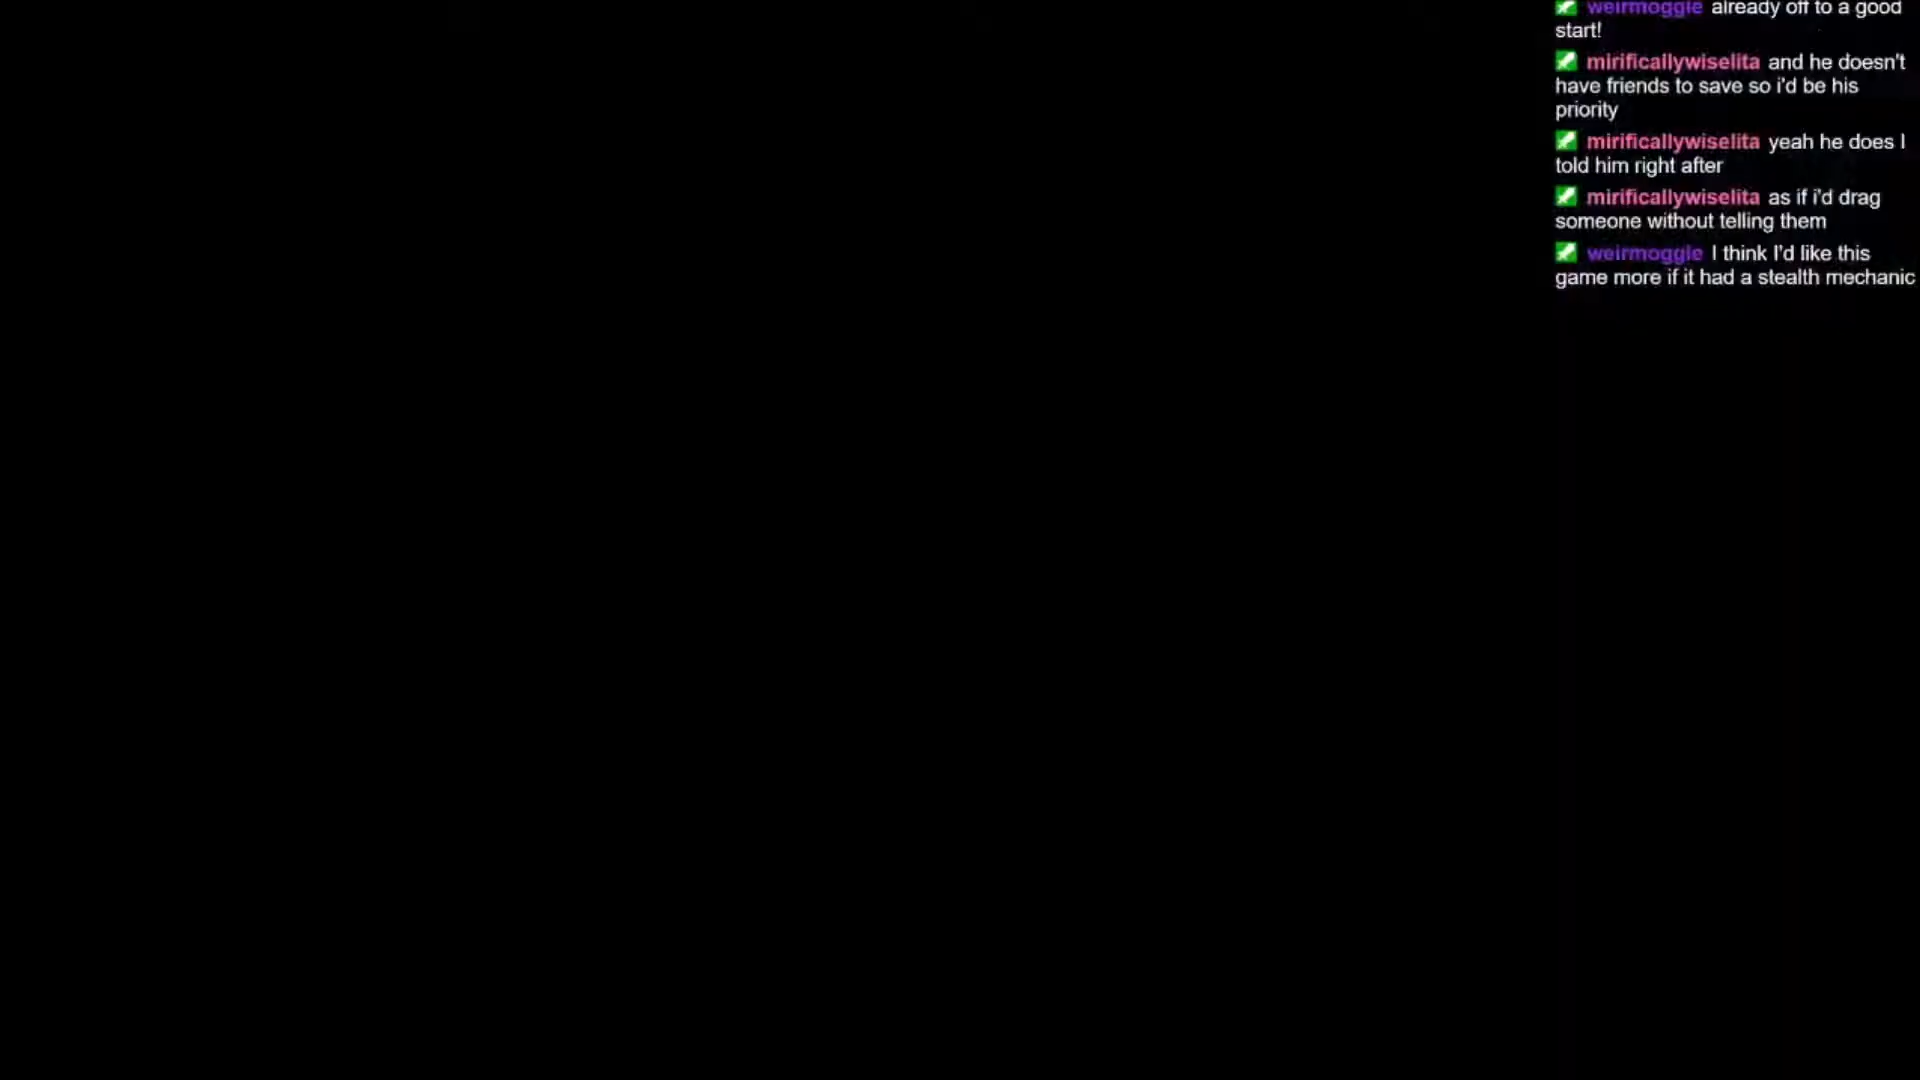 weirmoggle already off to a good
start!
mirificallywiselita and he doesn't
have friends to save so i'd be his
priority
mirificallywiselita yeah he does I
told him right after
mirificallywiselita as if i'd drag
someone without telling them
weirmoggle I think I'd like this
game more if it had a stealth mechanic